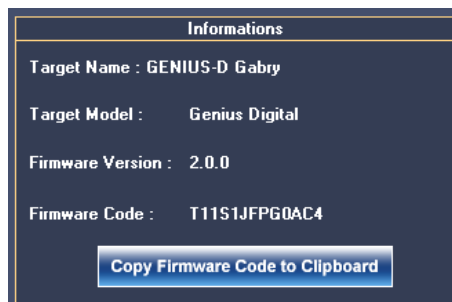 Informations
Target Name : GENIUS-D Gabry
Target Model : Genius Digital
Firmware Version : 2.0.0
Firmware Code : T11S1JFPG0AC4
Copy Firmware Code to Clipboard